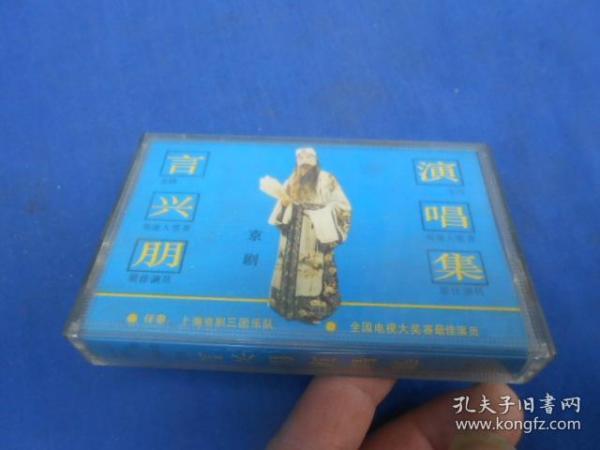 言兴朋
演唱集
京剧
伴奏：上海京剧三团乐队
全国电视大奖赛最佳演员
孔夫子旧书网
www.kongfz.com